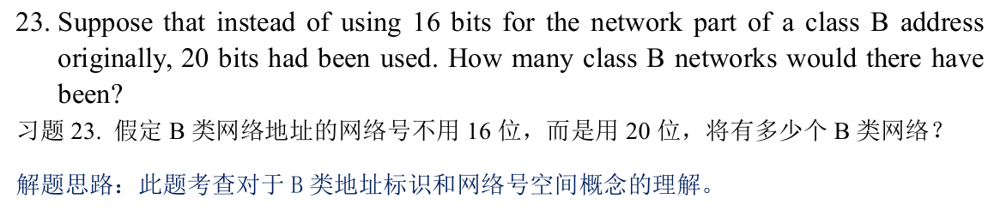 23. Suppose that instead of using 16 bits for the network part of a class B address
originally, 20 bits had been used. How many class B networks would there have
been?
习题 23. 假定 B 类网络地址的网络号不用 16 位，而是用 20 位，将有多少个 B 类网络？
解题思路：此题考查对于 B 类地址标识和网络号空间概念的理解。